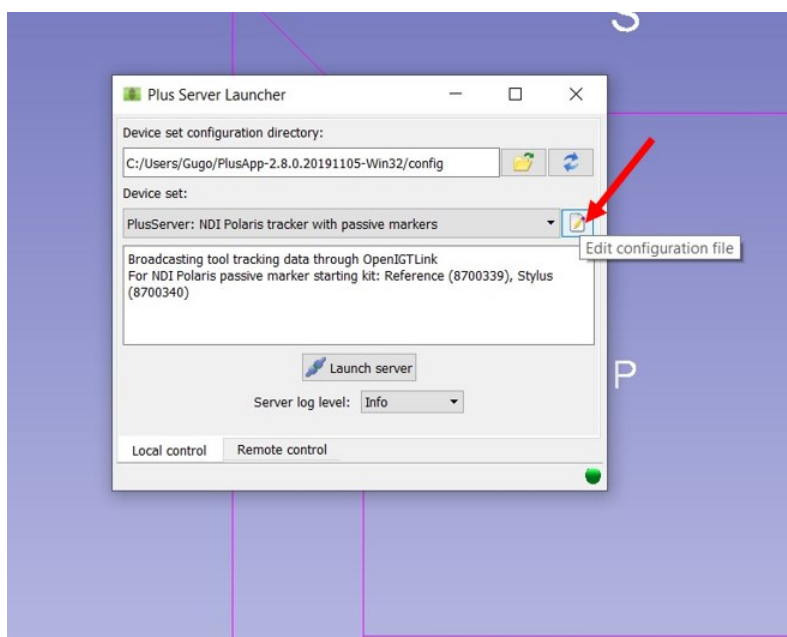 S
Plus Server Launcher
Device set configuration directory:
C:/Users/Gugo/PlusApp-2.8.0.20191105-Win32/config
Device set:
PlusServer: NDI Polaris tracker with passive markers
Edit configuration file
Broadcasting tool tracking data through OpenIGTLink
For NDI Polaris passive marker starting kit: Reference (8700339), Stylus
(8700340)
Launch server
P
Server log level: Info
Local control Remote control